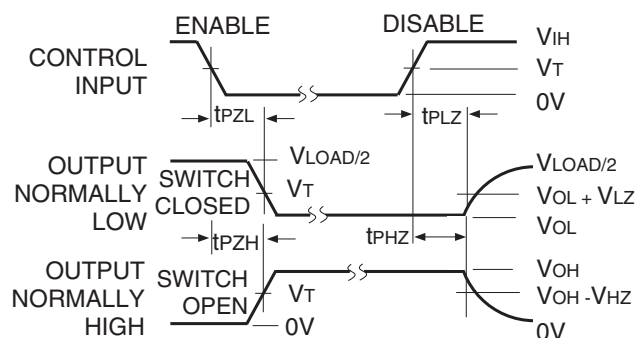 ENABLE DISABLE
CONTROL INPUT
VIH
VT
0V
tPZL tPLZ
OUTPUT NORMALLY LOW
SWITCH CLOSED
VLOAD/2
VT
VLOAD/2
VOL + VLZ
VOL
tPZH tPHZ
OUTPUT NORMALLY HIGH
SWITCH OPEN
VT
0V
VOH
VOH -VHZ
0V